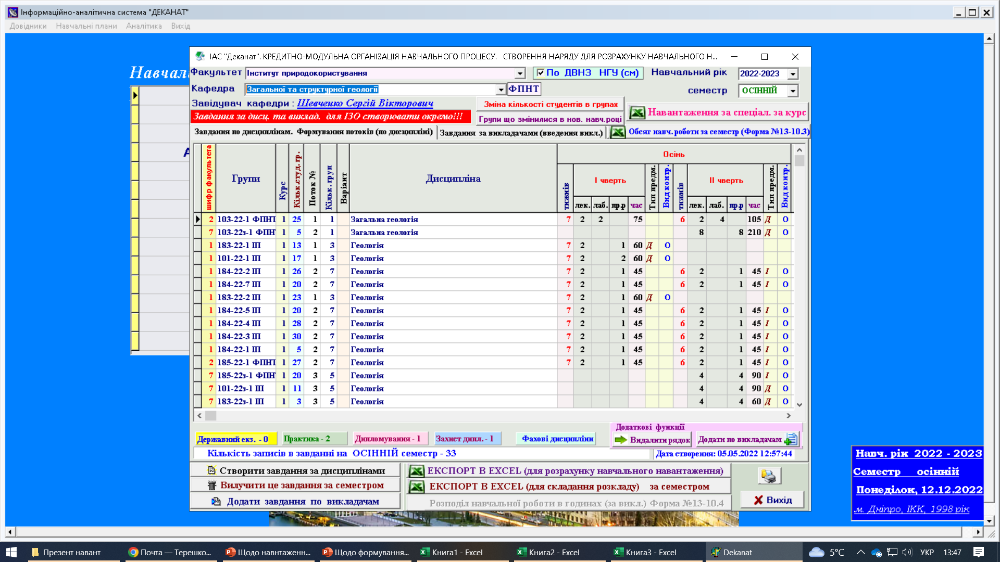 Інформаційно-аналітична система "ДЕКАНАТ"
Довідники Навчальні плани Аналітика Вихід
ІАС "Деканат". КРЕДИТНО-МОДУЛЬНА ОРГАНІЗАЦІЯ НАВЧАЛЬНОГО ПРОЦЕСУ. СТВОРЕННЯ НАРЯДУ ДЛЯ РОЗРАХУНКУ НАВЧАЛЬНОГО Н...
Факультет Інститут природокористування По ДВНЗ НГУ (см) Навчальний рік 2022-2023
Кафедра Загальної та структурної геології ФПНТ семестр ОСІННІЙ
Завідувач кафедри : Шевченко Сергій Вікторович
Зміна кількості студентів в групах
Навантаження за спеціал. за курс
Завдання за дисц. та виклад. для ІЗО створювати окремо!!!
Групи що змінилися в нов. навч.році
Завдання по дисциплінам. Формування потоків (по дисципліні) Завдання за викладачами (введення викл.) Обсяг навч.роботи за семестр (Форма №13-10.3)
шифр факультета Групи Курс Кільк.студ.гр. Поток № Кільк.груп Варіант Дисципліна Осінь
тижнів І чверть Тип предм. Вид контр. тижнів ІІ чверть Тип предм. Вид контр.
лек. лаб. пр.р час лек. лаб. пр.р час
2 103-22-1 ФПНТ 1 25 1 1 Загальна геологія 7 2 2 75 6 2 4 105 Д О
7 103-22з-1 ФПН 1 5 2 1 Загальна геологія 8 8 210 Д О
1 183-22-1 ІП 1 13 1 3 Геологія 7 2 1 60 Д О
1 101-22-1 ІП 1 17 1 3 Геологія 7 2 2 60 Д О
1 184-22-2 ІП 1 26 2 7 Геологія 7 2 1 45 6 2 1 45 І О
1 184-22-7 ІП 1 20 2 7 Геологія 7 2 1 45 6 2 1 45 І О
1 183-22-2 ІП 1 23 1 3 Геологія 7 2 1 60 Д О
1 184-22-5 ІП 1 20 2 7 Геологія 7 2 1 45 6 2 1 45 І О
1 184-22-4 ІП 1 28 2 7 Геологія 7 2 1 45 6 2 1 45 І О
1 184-22-3 ІП 1 30 2 7 Геологія 7 2 1 45 6 2 1 45 І О
1 184-22-1 ІП 1 5 2 7 Геологія 7 2 1 45 6 2 1 45 І О
2 185-22-1 ФПНТ 1 27 2 7 Геологія 7 2 1 45 6 2 1 45 І О
7 185-22з-1 ФПН 1 20 3 5 Геологія 4 4 90 І О
7 101-22з-1 ІП 1 11 3 5 Геологія 4 4 90 Д О
7 183-22з-1 ІП 1 3 3 5 Геологія 4 4 60 Д О
Додаткові функції
Державний екз. - 0 Практика - 2 Дипломування - 1 Захист дипл. - 1 Фахові дисципліни Видалити рядок Додати по викладачам
Кількість записів в завданні на ОСІННІЙ семестр - 33 Дата створення: 05.05.2022 12:57:44
Створити завдання за дисциплінами
Вилучити це завдання за семестром
Додати завдання по викладачам
ЕКСПОРТ В EXCEL (для розрахунку навчального навантаження)
ЕКСПОРТ В EXCEL (для складання розкладу) за семестром
Розподіл навчальної роботи в годинах (за викл.) Форма №13-10.4
Вихід
Навч. рік 2022 - 2023
Семестр осінній
Понеділок, 12.12.2022
м. Дніпро, ІКК, 1998 рік
Презент навант Почта — Терешко... Щодо навнтаженн... Щодо формування... Книга1 - Excel Книга2 - Excel Книга3 - Excel Dekanat 5°C УКР 13:47